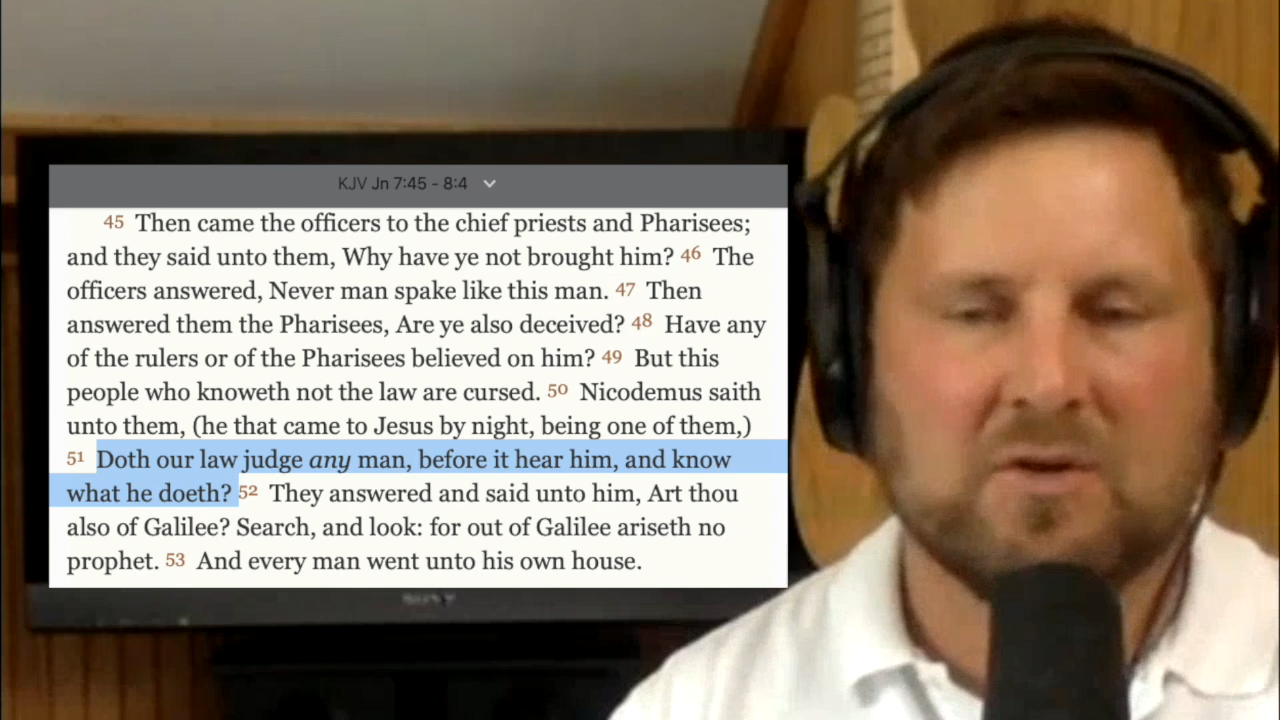 KJV Jn 7:45 - 8:4
45 Then came the officers to the chief priests and Pharisees;
and they said unto them, Why have ye not brought him? 46 The
officers answered, Never man spake like this man. 47 Then
answered them the Pharisees, Are ye also deceived? 48 Have any
of the rulers or of the Pharisees believed on him? 49 But this
people who knoweth not the law are cursed. 50 Nicodemus saith
unto them, (he that came to Jesus by night, being one of them,)
51 Doth our law judge any man, before it hear him, and know
what he doeth? 52 They answered and said unto him, Art thou
also of Galilee? Search, and look: for out of Galilee ariseth no
prophet. 53 And every man went unto his own house.
SONY